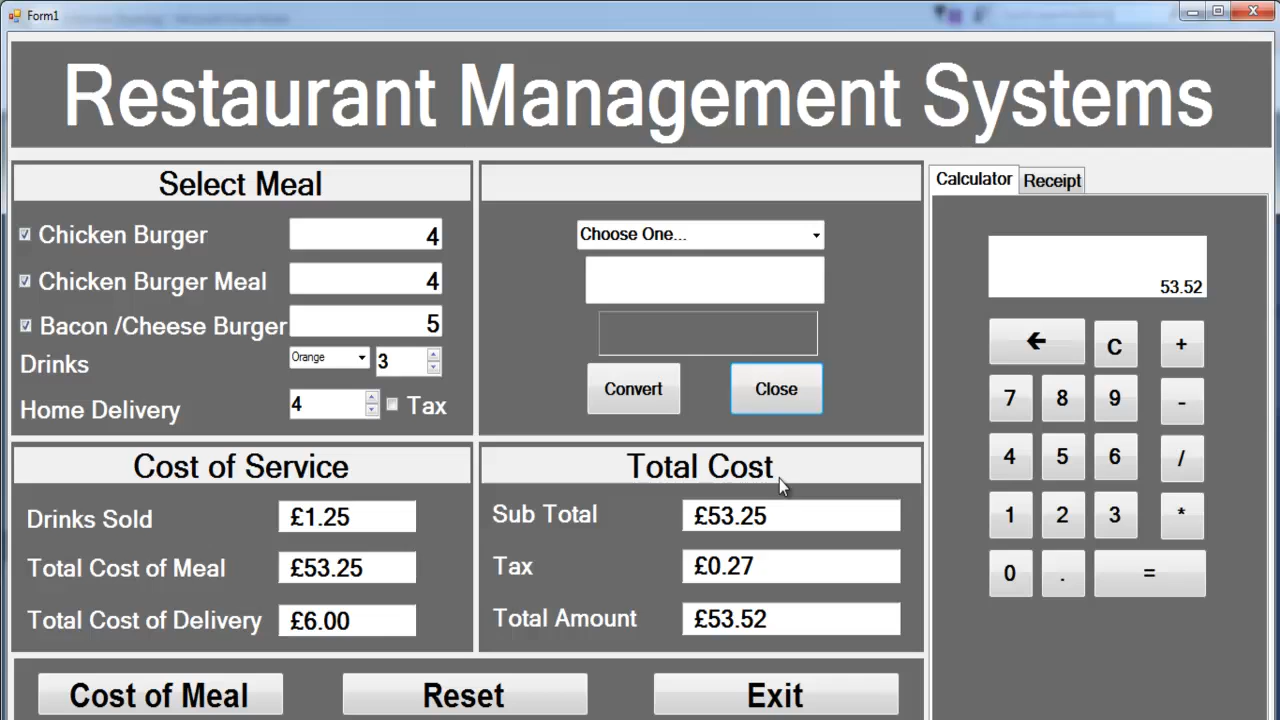 Form1
Restaurant Management Systems
Select Meal
Chicken Burger 4
Chicken Burger Meal 4
Bacon /Cheese Burger 5
Drinks Orange 3
Home Delivery 4 Tax
Choose One...
Convert Close
Cost of Service
Drinks Sold £1.25
Total Cost of Meal £53.25
Total Cost of Delivery £6.00
Total Cost
Sub Total £53.25
Tax £0.27
Total Amount £53.52
Cost of Meal Reset Exit
Calculator Receipt
53.52
← C +
7 8 9 -
4 5 6 /
1 2 3 *
0 . =